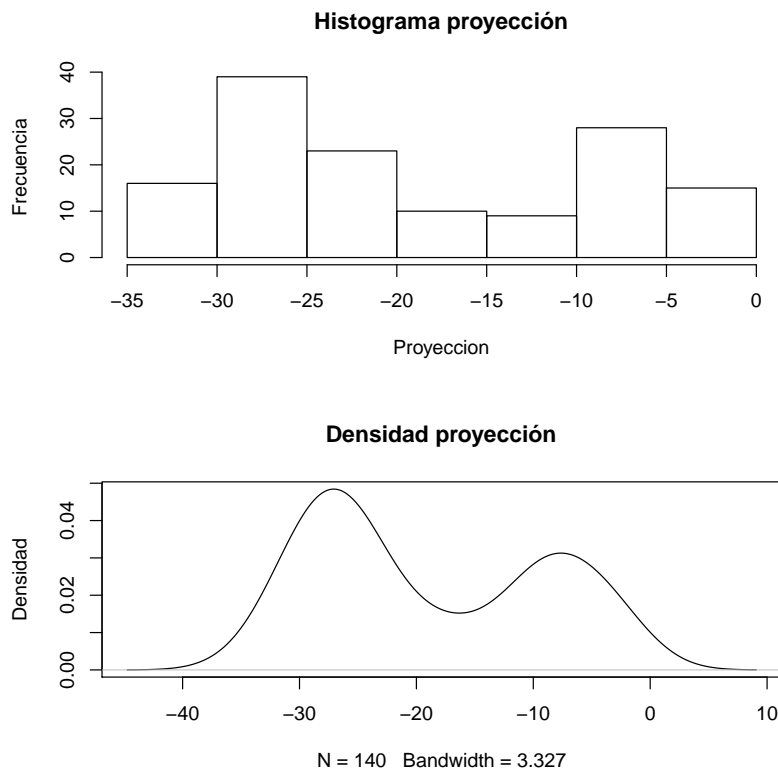 Histograma proyección
Frecuencia
40
30
20
10
0
−35 −30 −25 −20 −15 −10 −5 0
Proyeccion
Densidad proyección
Densidad
0.04
0.02
0.00
−40 −30 −20 −10 0 10
N = 140 Bandwidth = 3.327